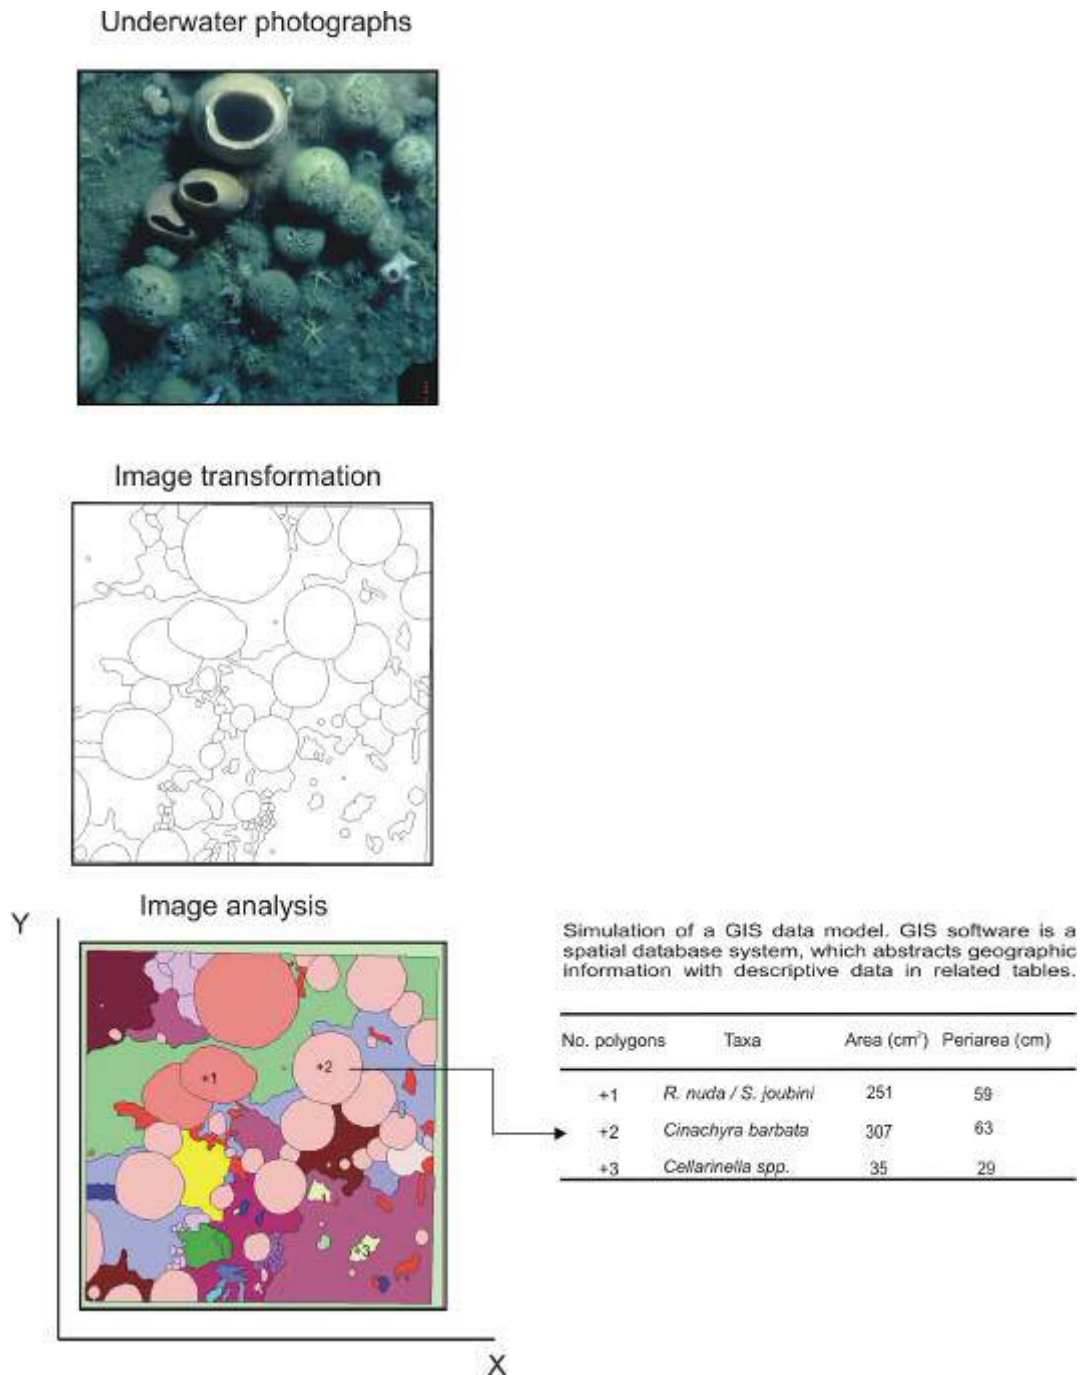 Underwater photographs
Image transformation
Image analysis
Y
X
+1
+2
+3
Simulation of a GIS data model. GIS software is a
spatial database system, which abstracts geographic
information with descriptive data in related tables.
No. polygons Taxa Area (cm²) Periarea (cm)
+1 R. nuda / S. joubini 251 59
+2 Cinachyra barbata 307 63
+3 Cellarinella spp. 35 29